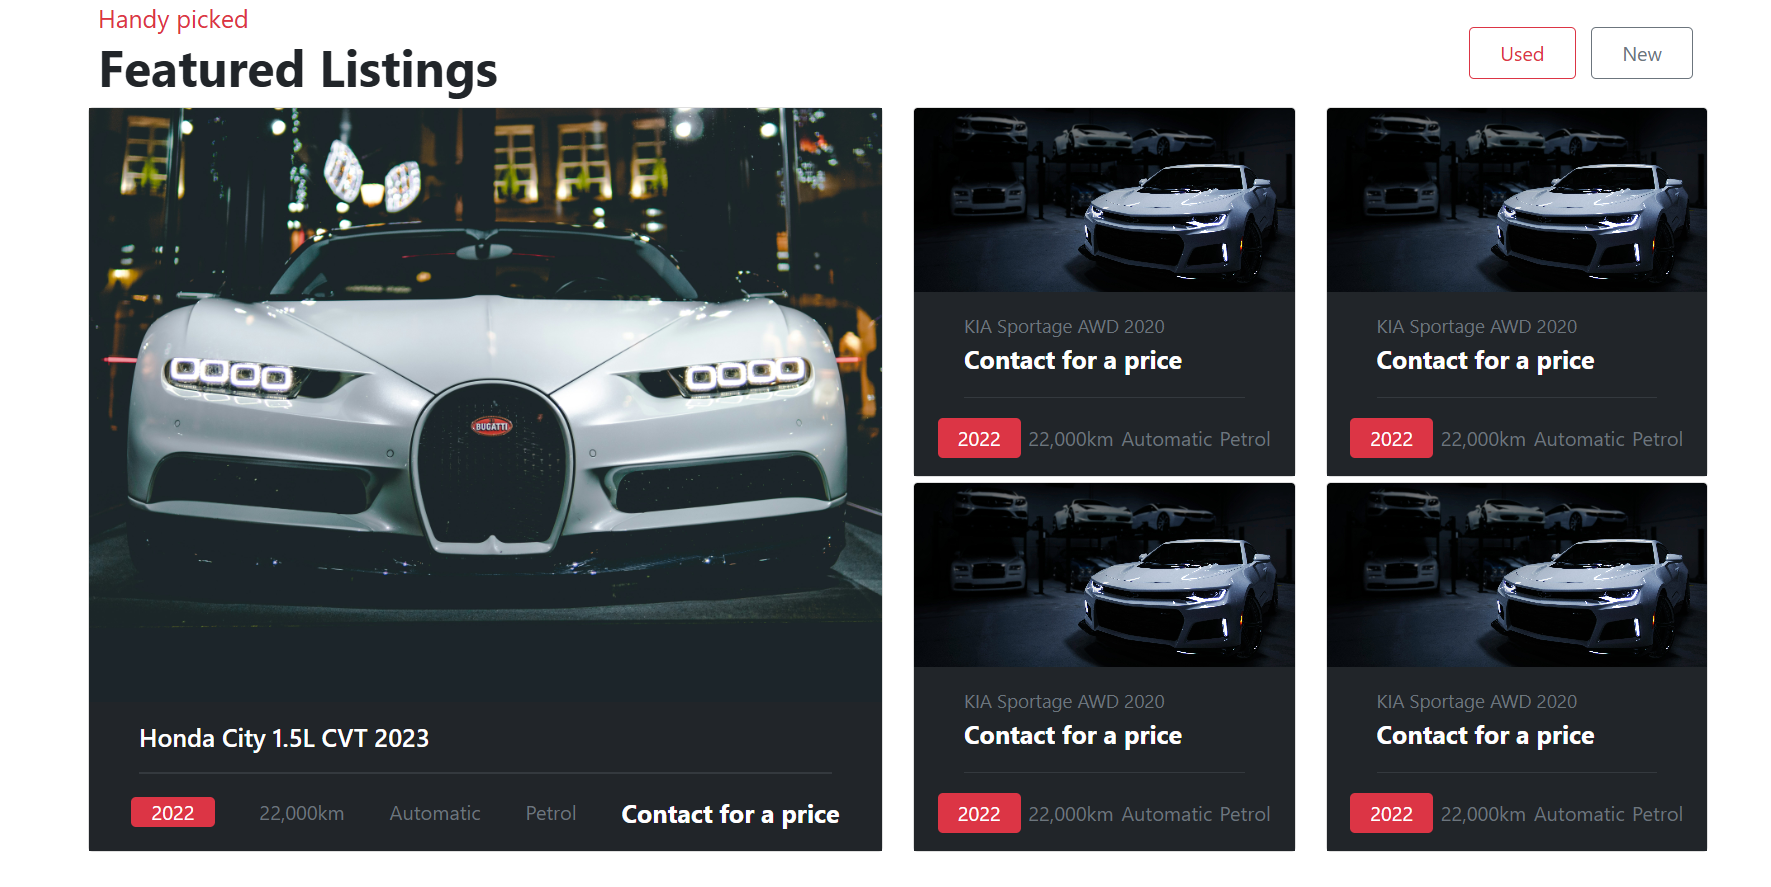 Handy picked
Featured Listings
Used
New
BUGATTI
Honda City 1.5L CVT 2023
2022 22,000km Automatic Petrol Contact for a price
KIA Sportage AWD 2020
Contact for a price
2022 22,000km Automatic Petrol
KIA Sportage AWD 2020
Contact for a price
2022 22,000km Automatic Petrol
KIA Sportage AWD 2020
Contact for a price
2022 22,000km Automatic Petrol
KIA Sportage AWD 2020
Contact for a price
2022 22,000km Automatic Petrol